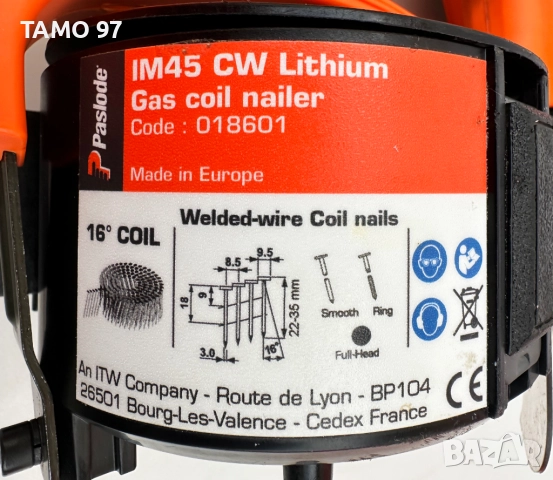 TAMO 97
Paslode
IM45 CW Lithium
Gas coil nailer
Code : 018601
Made in Europe
Welded-wire Coil nails
16° COIL
8.5
9.5
18
9
22-35 mm
3.0
16°
Smooth
Ring
Full-Head
An ITW Company - Route de Lyon - BP104
26501 Bourg-Les-Valence - Cedex France
CE
BAZAR